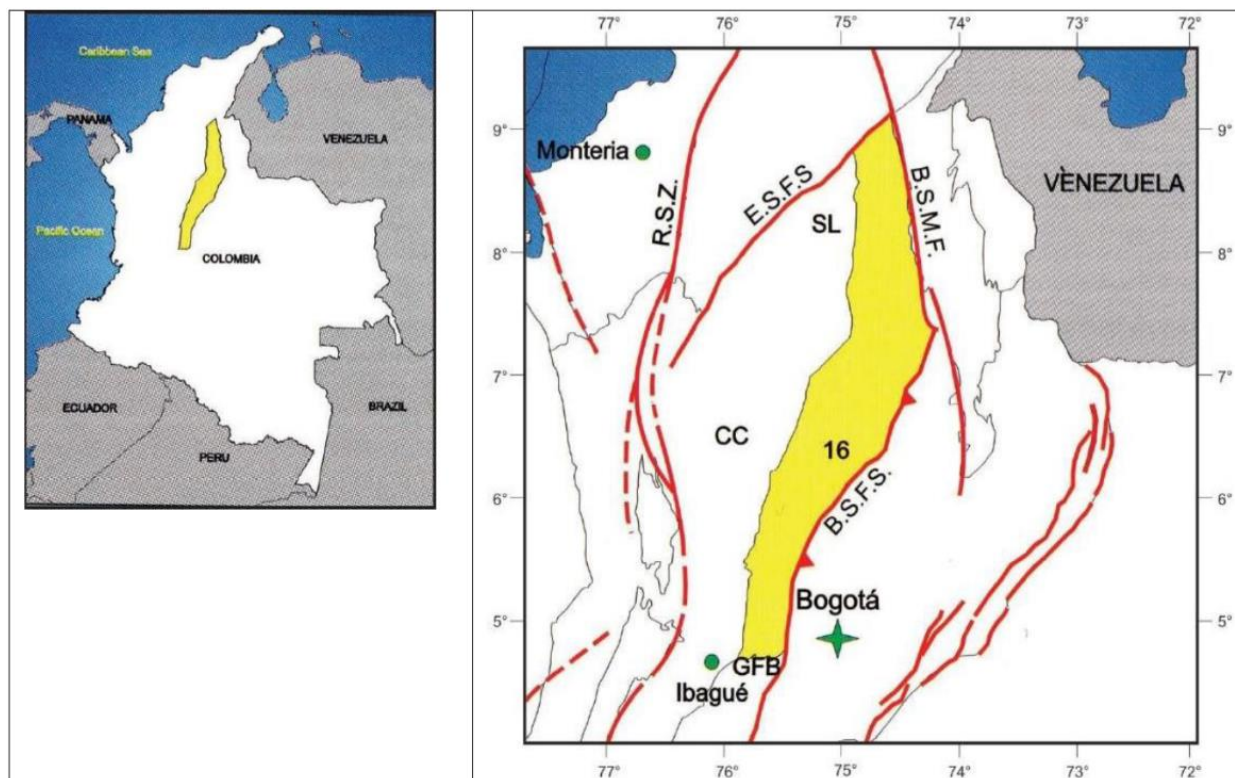 Caribbean Sea
PANAMA
VENEZUELA
Pacific Ocean
COLOMBIA
ECUADOR
BRAZIL
PERU
77° 76° 75° 74° 73° 72°
9° 9°
Monteria
R.S.Z.
E.S.F.S
B.S.M.F.
VÈNEZUELA
SL
8° 8°
7° 7°
CC
16
6° 6°
B.S.F.S.
Bogotá
5° 5°
GFB
Ibagué
77° 76° 75° 74° 73° 72°